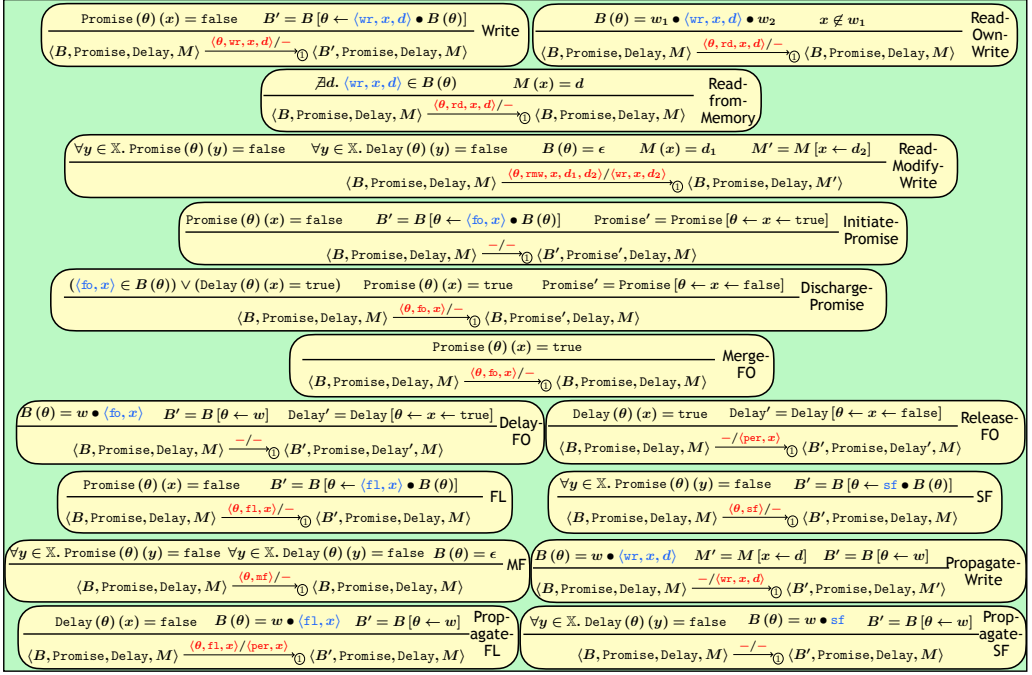 Promise (θ) (x) = false B′ = B [θ ← ⟨wr, x, d⟩ • B (θ)]
⟨B, Promise, Delay, M⟩ ⟨θ, wr, x, d⟩/− →① ⟨B′, Promise, Delay, M⟩
Write
B (θ) = w₁ • ⟨wr, x, d⟩ • w₂ x ∉ w₁
⟨B, Promise, Delay, M⟩ ⟨θ, rd, x, d⟩/− →① ⟨B, Promise, Delay, M⟩
Read-
Own-
Write
∄d. ⟨wr, x, d⟩ ∈ B (θ) M (x) = d
⟨B, Promise, Delay, M⟩ ⟨θ, rd, x, d⟩/− →① ⟨B, Promise, Delay, M⟩
Read-
from-
Memory
∀y ∈ 𝕏. Promise (θ) (y) = false ∀y ∈ 𝕏. Delay (θ) (y) = false B (θ) = ϵ M (x) = d₁ M′ = M [x ← d₂]
⟨B, Promise, Delay, M⟩ ⟨θ, rmw, x, d₁, d₂⟩/⟨wr, x, d₂⟩ →① ⟨B, Promise, Delay, M′⟩
Read-
Modify-
Write
Promise (θ) (x) = false B′ = B [θ ← ⟨fo, x⟩ • B (θ)] Promise′ = Promise [θ ← x ← true]
⟨B, Promise, Delay, M⟩ −/− →① ⟨B′, Promise′, Delay, M⟩
Initiate-
Promise
(⟨fo, x⟩ ∈ B (θ)) ∨ (Delay (θ) (x) = true) Promise (θ) (x) = true Promise′ = Promise [θ ← x ← false]
⟨B, Promise, Delay, M⟩ ⟨θ, fo, x⟩/− →① ⟨B, Promise′, Delay, M⟩
Discharge-
Promise
Promise (θ) (x) = true
⟨B, Promise, Delay, M⟩ ⟨θ, fo, x⟩/− →① ⟨B, Promise, Delay, M⟩
Merge-
FO
B (θ) = w • ⟨fo, x⟩ B′ = B [θ ← w] Delay′ = Delay [θ ← x ← true]
⟨B, Promise, Delay, M⟩ −/− →① ⟨B′, Promise, Delay′, M⟩
Delay-
FO
Delay (θ) (x) = true Delay′ = Delay [θ ← x ← false]
⟨B, Promise, Delay, M⟩ −/⟨per, x⟩ →① ⟨B′, Promise, Delay′, M⟩
Release-
FO
Promise (θ) (x) = false B′ = B [θ ← ⟨fl, x⟩ • B (θ)]
⟨B, Promise, Delay, M⟩ ⟨θ, fl, x⟩/− →① ⟨B′, Promise, Delay, M⟩
FL
∀y ∈ 𝕏. Promise (θ) (y) = false B′ = B [θ ← sf • B (θ)]
⟨B, Promise, Delay, M⟩ ⟨θ, sf⟩/− →① ⟨B′, Promise, Delay, M⟩
SF
∀y ∈ 𝕏. Promise (θ) (y) = false ∀y ∈ 𝕏. Delay (θ) (y) = false B (θ) = ϵ
⟨B, Promise, Delay, M⟩ ⟨θ, mf⟩/− →① ⟨B, Promise, Delay, M⟩
MF
B (θ) = w • ⟨wr, x, d⟩ M′ = M [x ← d] B′ = B [θ ← w]
⟨B, Promise, Delay, M⟩ −/⟨wr, x, d⟩ →① ⟨B′, Promise, Delay, M′⟩
Propagate-
Write
Delay (θ) (x) = false B (θ) = w • ⟨fl, x⟩ B′ = B [θ ← w]
⟨B, Promise, Delay, M⟩ ⟨θ, fl, x⟩/⟨per, x⟩ →① ⟨B′, Promise, Delay, M⟩
Prop-
agate-
FL
∀y ∈ 𝕏. Delay (θ) (y) = false B (θ) = w • sf B′ = B [θ ← w]
⟨B, Promise, Delay, M⟩ −/− →① ⟨B′, Promise, Delay, M⟩
Prop-
agate-
SF